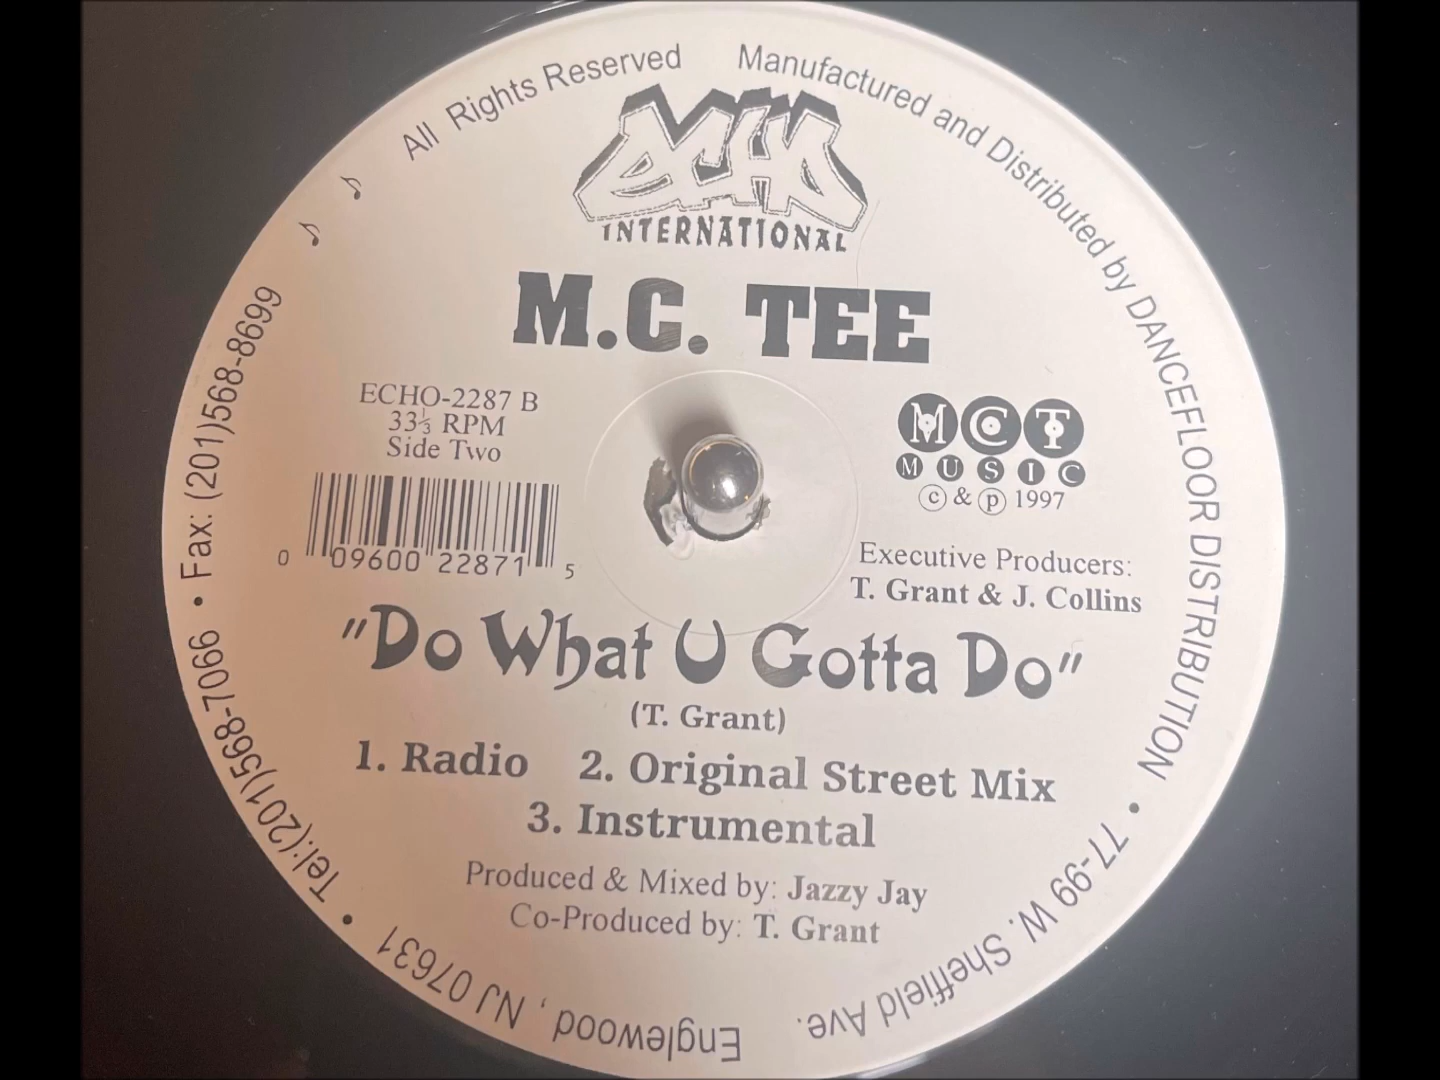 All Rights Reserved
Manufactured and Distributed by DANCEFLOOR DISTRIBUTION • 77-99 W. Sheffield Ave.
Englewood, NJ 07631 • Tel:(201)568-7066 • Fax: (201)568-8699
ECHO
INTERNATIONAL
M.C. TEE
ECHO-2287 B
33⅓ RPM
Side Two
0 09600 22871 5
MCT
MUSIC
© & ℗ 1997
Executive Producers:
T. Grant & J. Collins
"Do What U Gotta Do"
(T. Grant)
1. Radio 2. Original Street Mix
3. Instrumental
Produced & Mixed by: Jazzy Jay
Co-Produced by: T. Grant